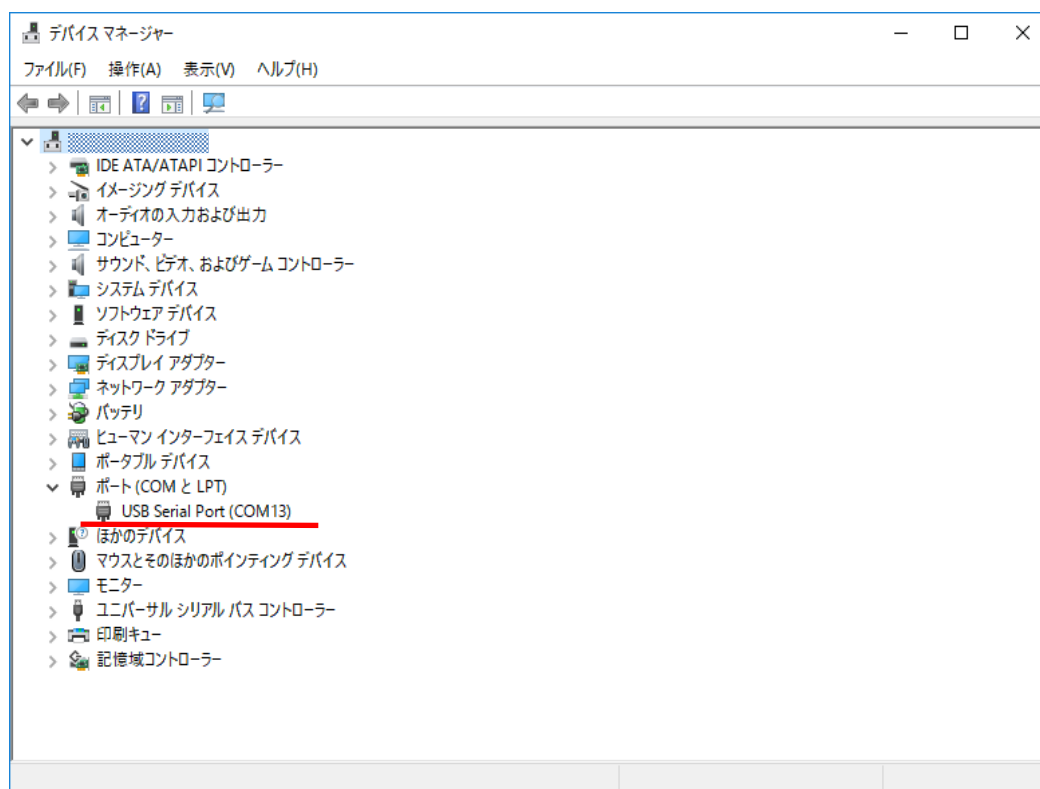 デバイス マネージャー
ファイル(F) 操作(A) 表示(V) ヘルプ(H)
IDE ATA/ATAPI コントローラー
イメージング デバイス
オーディオの入力および出力
コンピューター
サウンド、ビデオ、およびゲーム コントローラー
システム デバイス
ソフトウェア デバイス
ディスク ドライブ
ディスプレイ アダプター
ネットワーク アダプター
バッテリ
ヒューマン インターフェイス デバイス
ポータブル デバイス
ポート (COM と LPT)
USB Serial Port (COM13)
ほかのデバイス
マウスとそのほかのポインティング デバイス
モニター
ユニバーサル シリアル バス コントローラー
印刷キュー
記憶域コントローラー